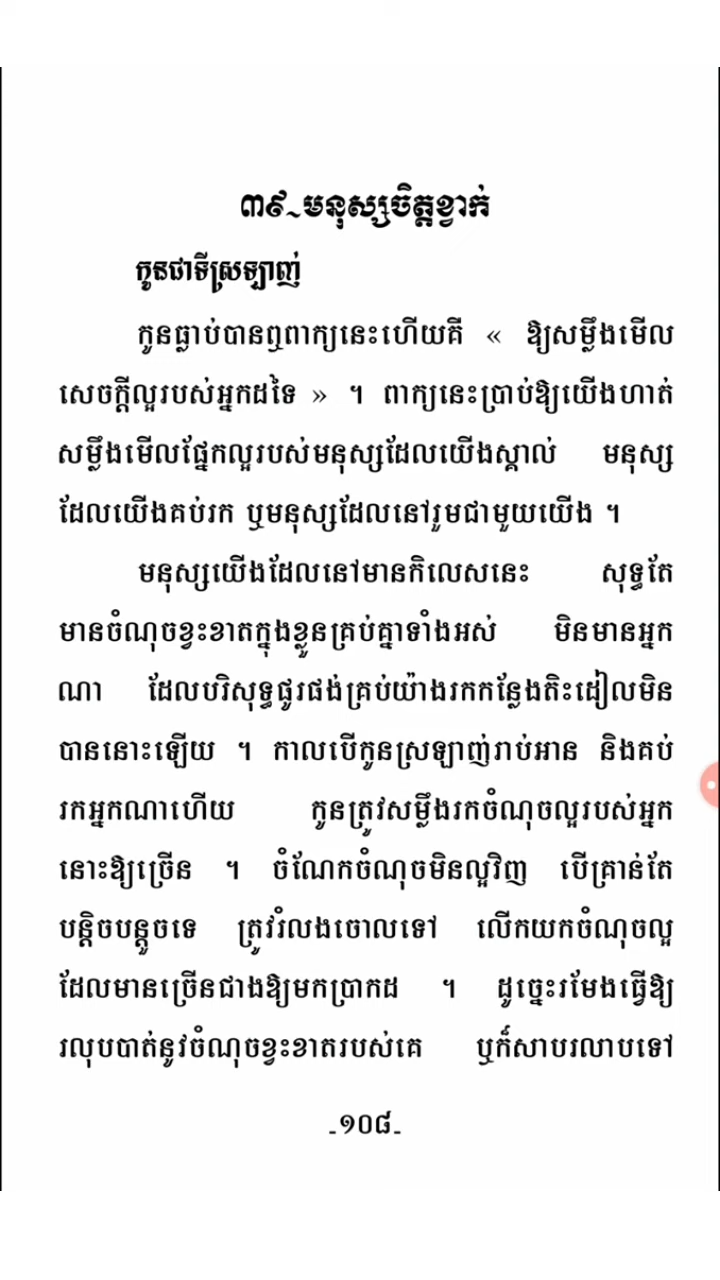 ៣៩~មនុស្សចិត្តខ្វាក់
កូនជាទីស្រឡាញ់
កូនធ្លាប់បានឮពាក្យនេះហើយគឺ « ឱ្យសម្លឹងមើល
សេចក្ដីល្អរបស់អ្នកដទៃ » ។ ពាក្យនេះប្រាប់ឱ្យយើងហាត់
សម្លឹងមើលផ្នែកល្អរបស់មនុស្សដែលយើងស្គាល់ មនុស្ស
ដែលយើងគប់រក ឬមនុស្សដែលនៅរួមជាមួយយើង ។
មនុស្សយើងដែលនៅមានកិលេសនេះ សុទ្ធតែ
មានចំណុចខ្វះខាតក្នុងខ្លួនគ្រប់គ្នាទាំងអស់ មិនមានអ្នក
ណា ដែលបរិសុទ្ធផូរផង់គ្រប់យ៉ាងរកកន្លែងតិះដៀលមិន
បាននោះឡើយ ។ កាលបើកូនស្រឡាញ់រាប់អាន និងគប់
រកអ្នកណាហើយ កូនត្រូវសម្លឹងរកចំណុចល្អរបស់អ្នក
នោះឱ្យច្រើន ។ ចំណែកចំណុចមិនល្អវិញ បើគ្រាន់តែ
បន្តិចបន្តួចទេ ត្រូវរំលងចោលទៅ លើកយកចំណុចល្អ
ដែលមានច្រើនជាងឱ្យមកប្រាកដ ។ ដូច្នេះរមែងធ្វើឱ្យ
រលុបបាត់នូវចំណុចខ្វះខាតរបស់គេ ឬក៏សាបរលាបទៅ
-១០៨-